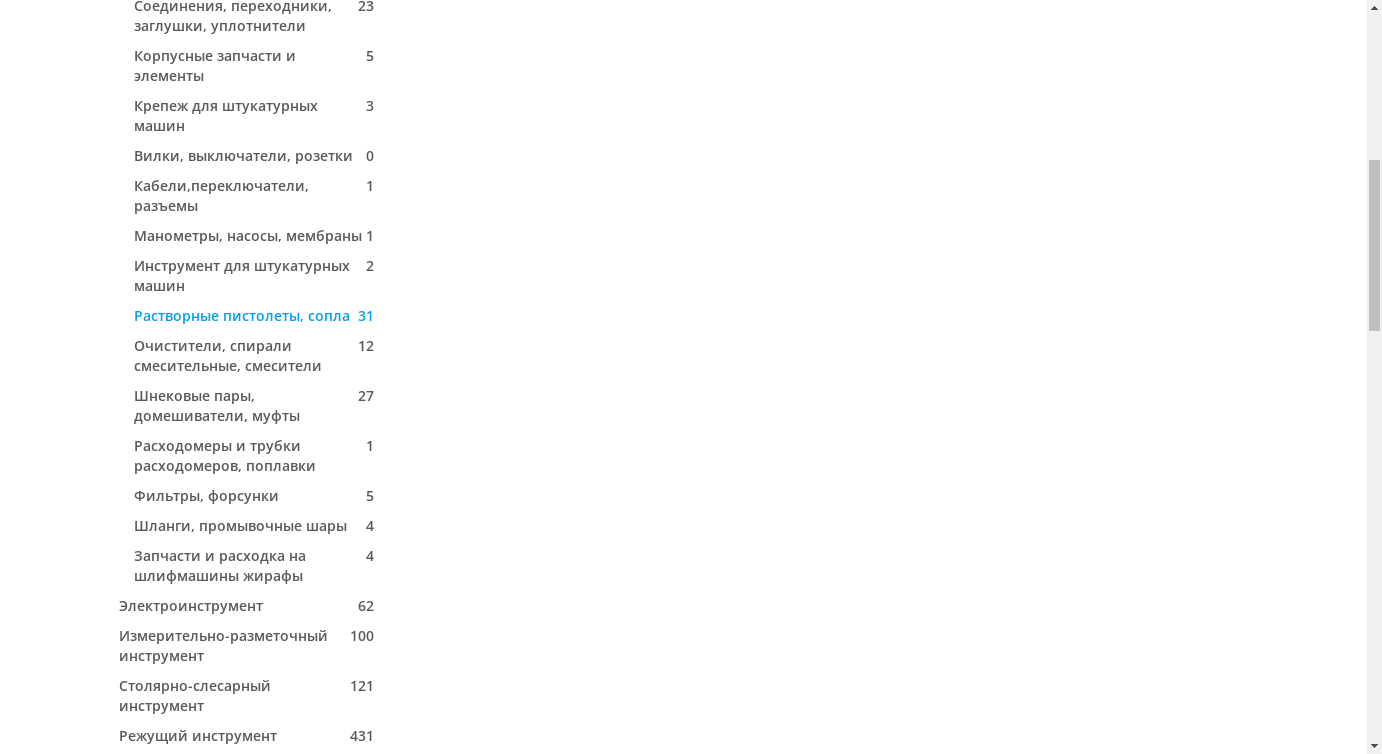 Соединения, переходники, 23
заглушки, уплотнители
Корпусные запчасти и 5
элементы
Крепеж для штукатурных 3
машин
Вилки, выключатели, розетки 0
Кабели,переключатели, 1
разъемы
Манометры, насосы, мембраны 1
Инструмент для штукатурных 2
машин
Растворные пистолеты, сопла 31
Очистители, спирали 12
смесительные, смесители
Шнековые пары, 27
домешиватели, муфты
Расходомеры и трубки 1
расходомеров, поплавки
Фильтры, форсунки 5
Шланги, промывочные шары 4
Запчасти и расходка на 4
шлифмашины жирафы
Электроинструмент 62
Измерительно-разметочный 100
инструмент
Столярно-слесарный 121
инструмент
Режущий инструмент 431